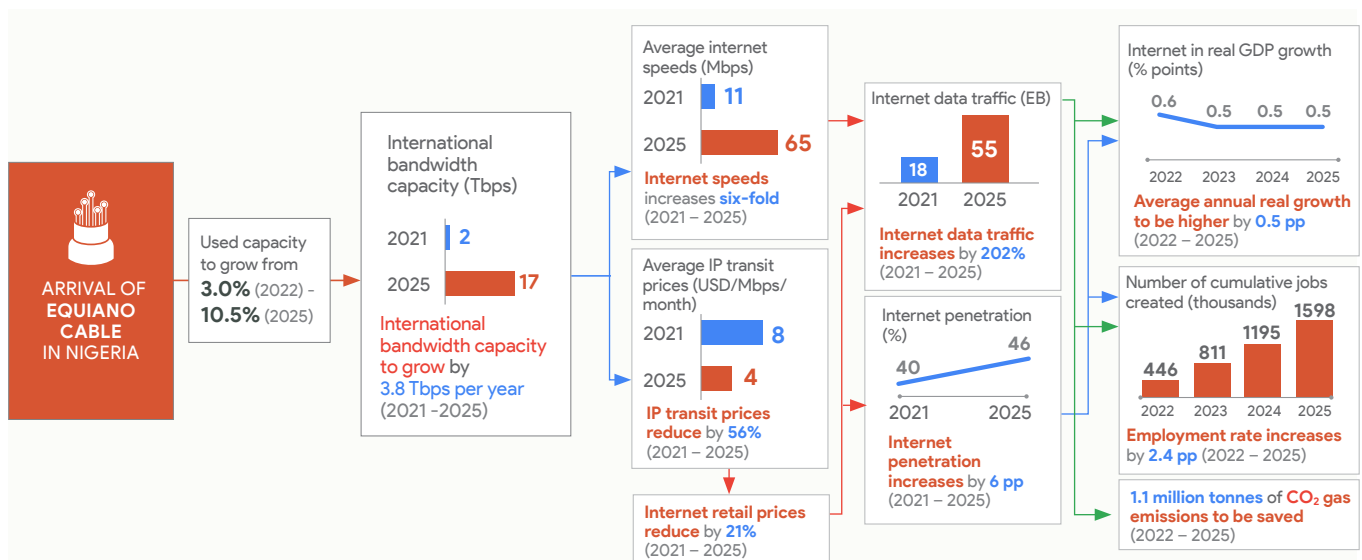 ARRIVAL OF
EQUIANO
CABLE
IN NIGERIA
Used capacity
to grow from
3.0% (2022) -
10.5% (2025)
International
bandwidth
capacity (Tbps)
2021 2
2025 17
International
bandwidth capacity
to grow by
3.8 Tbps per year
(2021 -2025)
Average internet
speeds (Mbps)
2021 11
2025 65
Internet speeds
increases six-fold
(2021 – 2025)
Average IP transit
prices (USD/Mbps/
month)
2021 8
2025 4
IP transit prices
reduce by 56%
(2021 – 2025)
Internet retail prices
reduce by 21%
(2021 – 2025)
Internet data traffic (EB)
18 55
2021 2025
Internet data traffic
increases by 202%
(2021 – 2025)
Internet penetration
(%)
40 46
2021 2025
Internet
penetration
increases by 6 pp
(2021 – 2025)
Internet in real GDP growth
(% points)
0.6 0.5 0.5 0.5
2022 2023 2024 2025
Average annual real growth
to be higher by 0.5 pp
(2022 – 2025)
Number of cumulative jobs
created (thousands)
446 811 1195 1598
2022 2023 2024 2025
Employment rate increases
by 2.4 pp (2022 – 2025)
1.1 million tonnes of CO₂ gas
emissions to be saved
(2022 – 2025)